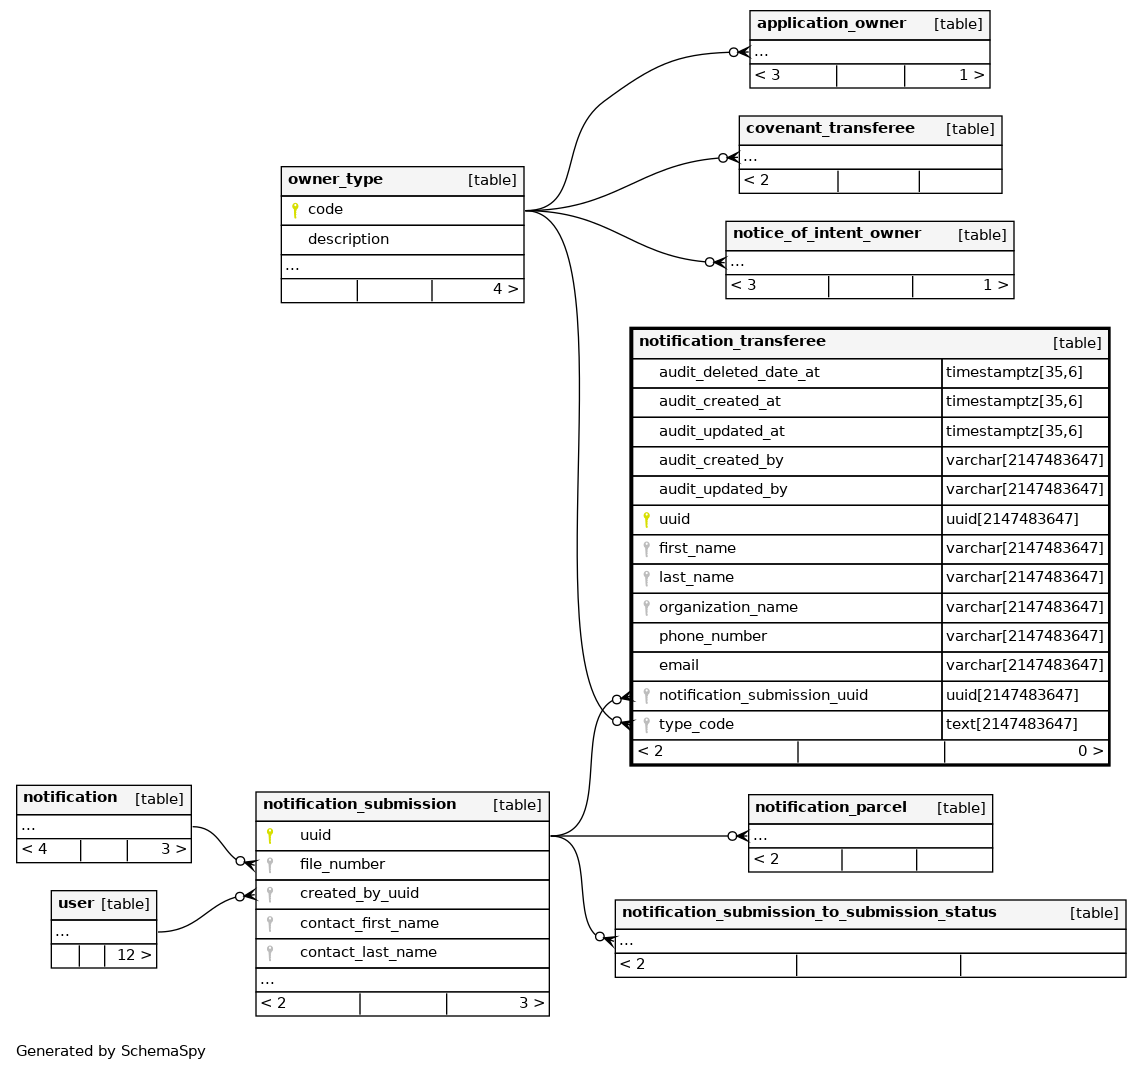 application_owner [table]
...
< 3 1 >
covenant_transferee [table]
...
< 2
owner_type [table]
code
description
...
4 >
notice_of_intent_owner [table]
...
< 3 1 >
notification_transferee [table]
audit_deleted_date_at timestamptz[35,6]
audit_created_at timestamptz[35,6]
audit_updated_at timestamptz[35,6]
audit_created_by varchar[2147483647]
audit_updated_by varchar[2147483647]
uuid uuid[2147483647]
first_name varchar[2147483647]
last_name varchar[2147483647]
organization_name varchar[2147483647]
phone_number varchar[2147483647]
email varchar[2147483647]
notification_submission_uuid uuid[2147483647]
type_code text[2147483647]
< 2 0 >
notification [table]
...
< 4 3 >
user [table]
...
12 >
notification_submission [table]
uuid
file_number
created_by_uuid
contact_first_name
contact_last_name
...
< 2 3 >
notification_parcel [table]
...
< 2
notification_submission_to_submission_status [table]
...
< 2
Generated by SchemaSpy